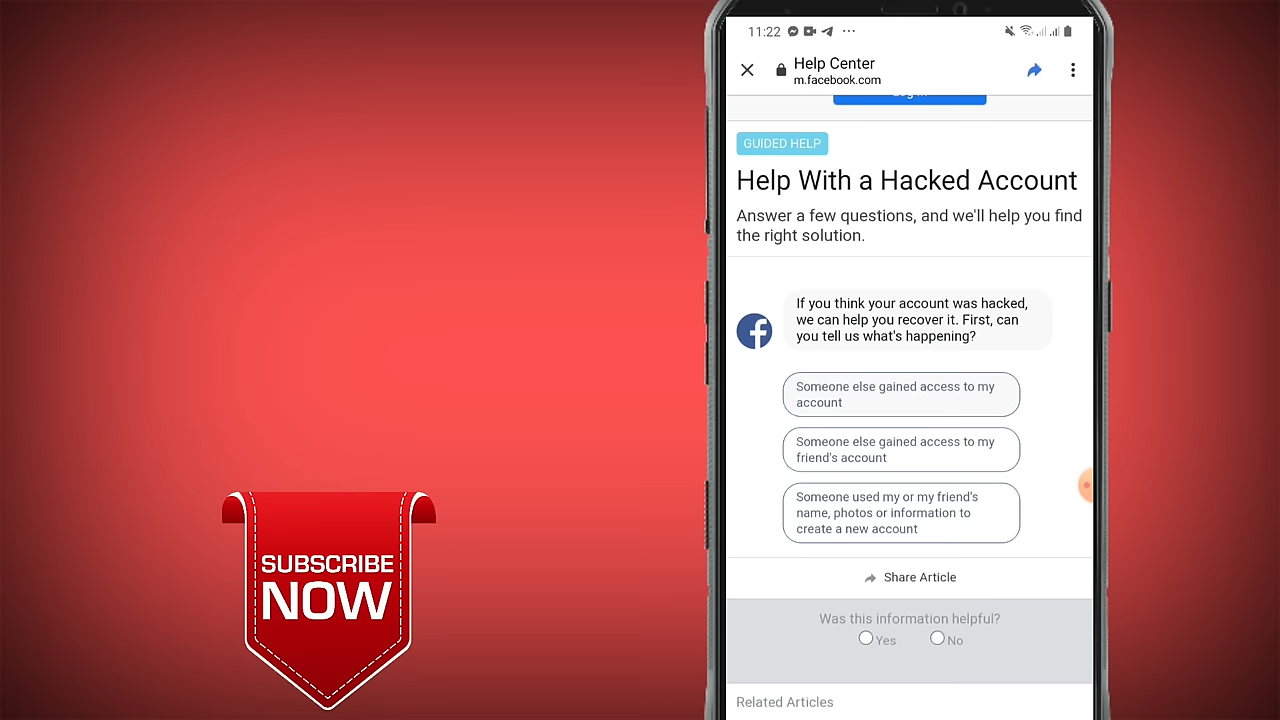 11:22
Help Center
m.facebook.com
GUIDED HELP
Help With a Hacked Account
Answer a few questions, and we'll help you find
the right solution.
If you think your account was hacked,
we can help you recover it. First, can
you tell us what's happening?
Someone else gained access to my
account
Someone else gained access to my
friend's account
Someone used my or my friend's
name, photos or information to
create a new account
Share Article
Was this information helpful?
Yes
No
Related Articles
SUBSCRIBE
NOW